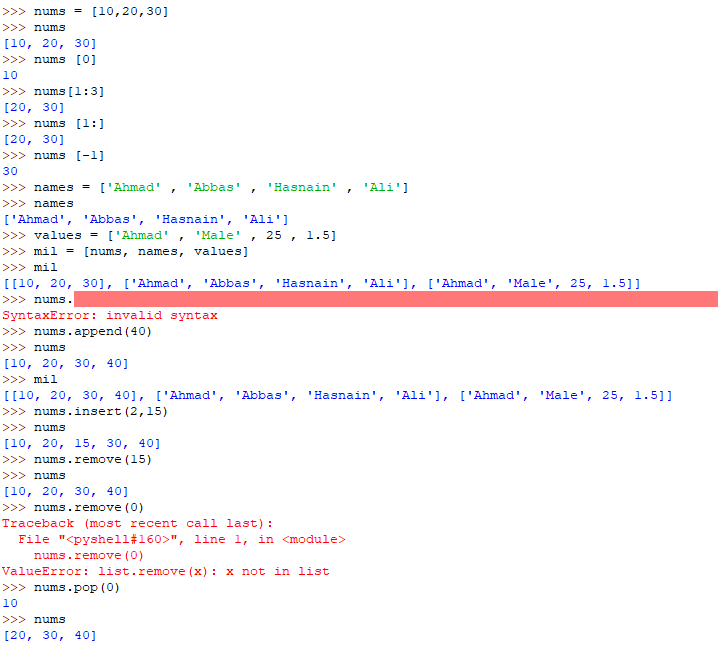 >>> nums = [10,20,30]
>>> nums
[10, 20, 30]
>>> nums [0]
10
>>> nums[1:3]
[20, 30]
>>> nums [1:]
[20, 30]
>>> nums [-1]
30
>>> names = ['Ahmad' , 'Abbas' , 'Hasnain' , 'Ali']
>>> names
['Ahmad', 'Abbas', 'Hasnain', 'Ali']
>>> values = ['Ahmad' , 'Male' , 25 , 1.5]
>>> mil = [nums, names, values]
>>> mil
[[10, 20, 30], ['Ahmad', 'Abbas', 'Hasnain', 'Ali'], ['Ahmad', 'Male', 25, 1.5]]
>>> nums.
SyntaxError: invalid syntax
>>> nums.append(40)
>>> nums
[10, 20, 30, 40]
>>> mil
[[10, 20, 30, 40], ['Ahmad', 'Abbas', 'Hasnain', 'Ali'], ['Ahmad', 'Male', 25, 1.5]]
>>> nums.insert(2,15)
>>> nums
[10, 20, 15, 30, 40]
>>> nums.remove(15)
>>> nums
[10, 20, 30, 40]
>>> nums.remove(0)
Traceback (most recent call last):
  File "<pyshell#160>", line 1, in <module>
    nums.remove(0)
ValueError: list.remove(x): x not in list
>>> nums.pop(0)
10
>>> nums
[20, 30, 40]